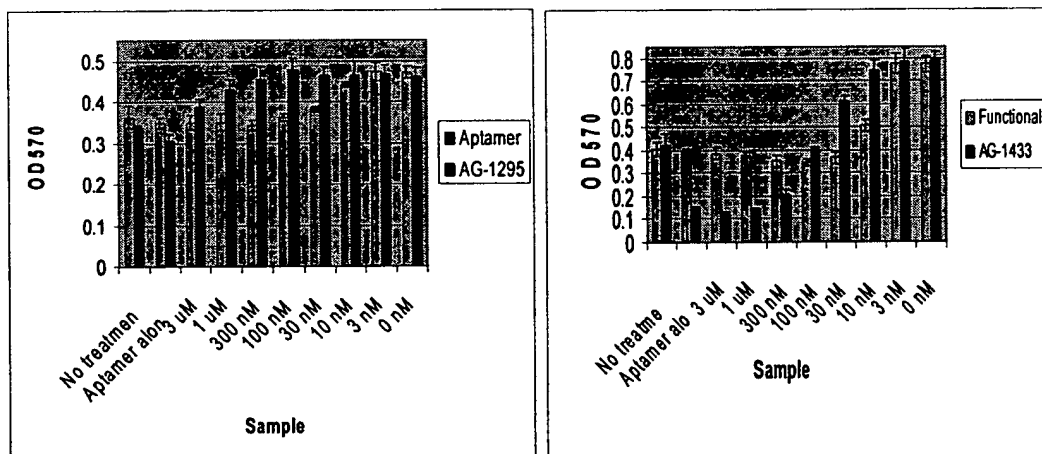 0.5
0.4
0.3
0.2
0.1
0
OD570
No treatmen
Aptamer alon
3 uM
1 uM
300 nM
100 nM
30 nM
10 nM
3 nM
0 nM
Sample
Aptamer
AG-1295
0.8
0.7
0.6
0.5
0.4
0.3
0.2
0.1
0
OD570
No treatme
Aptamer alo
3 uM
1 uM
300 nM
100 nM
30 nM
10 nM
3 nM
0 nM
Sample
Functional
AG-1433